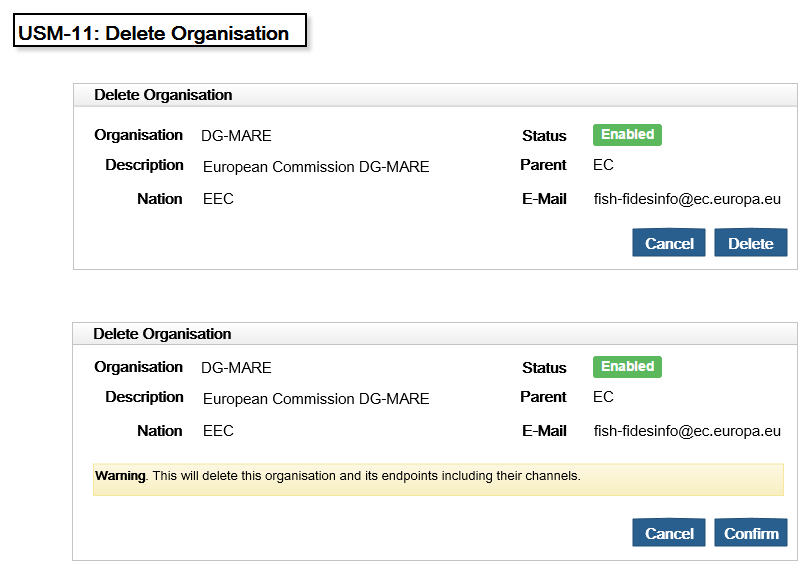 USM-11: Delete Organisation
Delete Organisation
Organisation DG-MARE Status Enabled
Description European Commission DG-MARE Parent EC
Nation EEC E-Mail fish-fidesinfo@ec.europa.eu
Cancel Delete
Delete Organisation
Organisation DG-MARE Status Enabled
Description European Commission DG-MARE Parent EC
Nation EEC E-Mail fish-fidesinfo@ec.europa.eu
Warning. This will delete this organisation and its endpoints including their channels.
Cancel Confirm